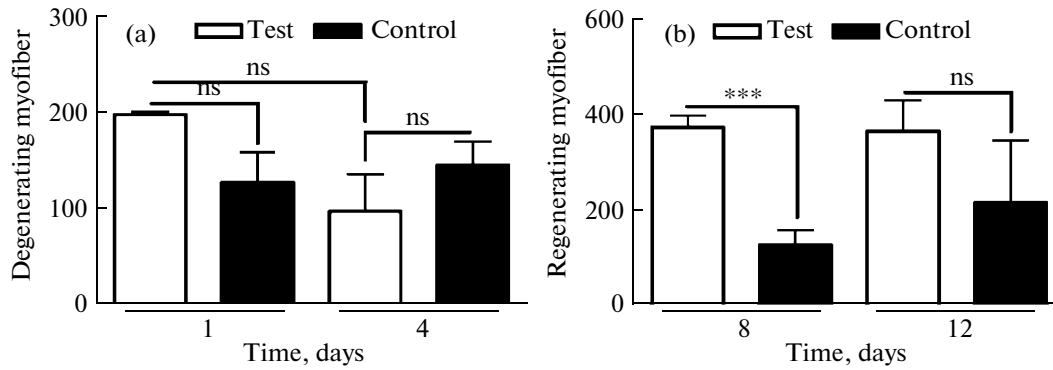 (a)
Test
Control
Degenerating myofiber
300
200
100
0
ns
ns
ns
1
4
Time, days
(b)
Test
Control
Regenerating myofiber
600
400
200
0
***
ns
8
12
Time, days